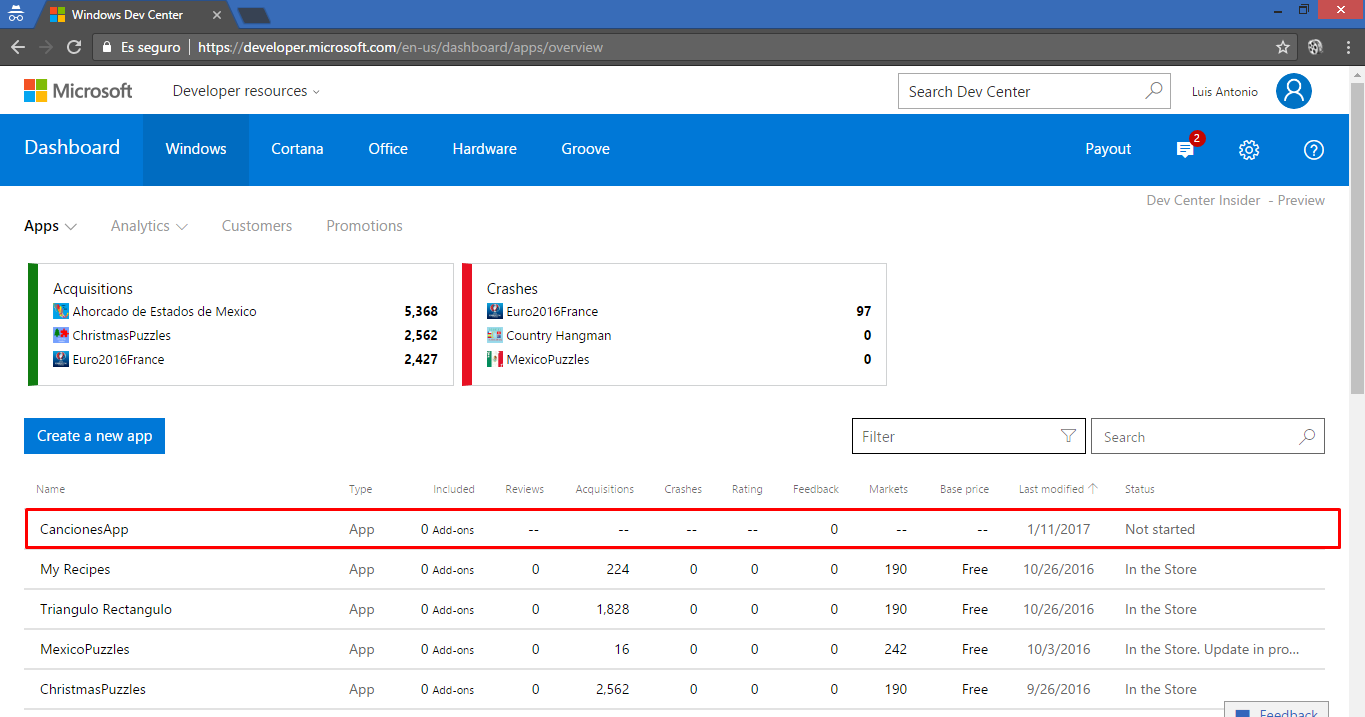 Windows Dev Center
Es seguro https://developer.microsoft.com/en-us/dashboard/apps/overview
Microsoft Developer resources Search Dev Center Luis Antonio
Dashboard Windows Cortana Office Hardware Groove Payout 2 ?
Dev Center Insider - Preview
Apps Analytics Customers Promotions
Acquisitions
Ahorcado de Estados de Mexico 5,368
ChristmasPuzzles 2,562
Euro2016France 2,427
Crashes
Euro2016France 97
Country Hangman 0
MexicoPuzzles 0
Create a new app Filter Search
Name Type Included Reviews Acquisitions Crashes Rating Feedback Markets Base price Last modified Status
CancionesApp App 0 Add-ons -- -- -- -- 0 -- -- 1/11/2017 Not started
My Recipes App 0 Add-ons 0 224 0 0 0 190 Free 10/26/2016 In the Store
Triangulo Rectangulo App 0 Add-ons 0 1,828 0 0 0 190 Free 10/26/2016 In the Store
MexicoPuzzles App 0 Add-ons 0 16 0 0 0 242 Free 10/3/2016 In the Store. Update in pro...
ChristmasPuzzles App 0 Add-ons 0 2,562 0 0 0 190 Free 9/26/2016 In the Store
Feedback